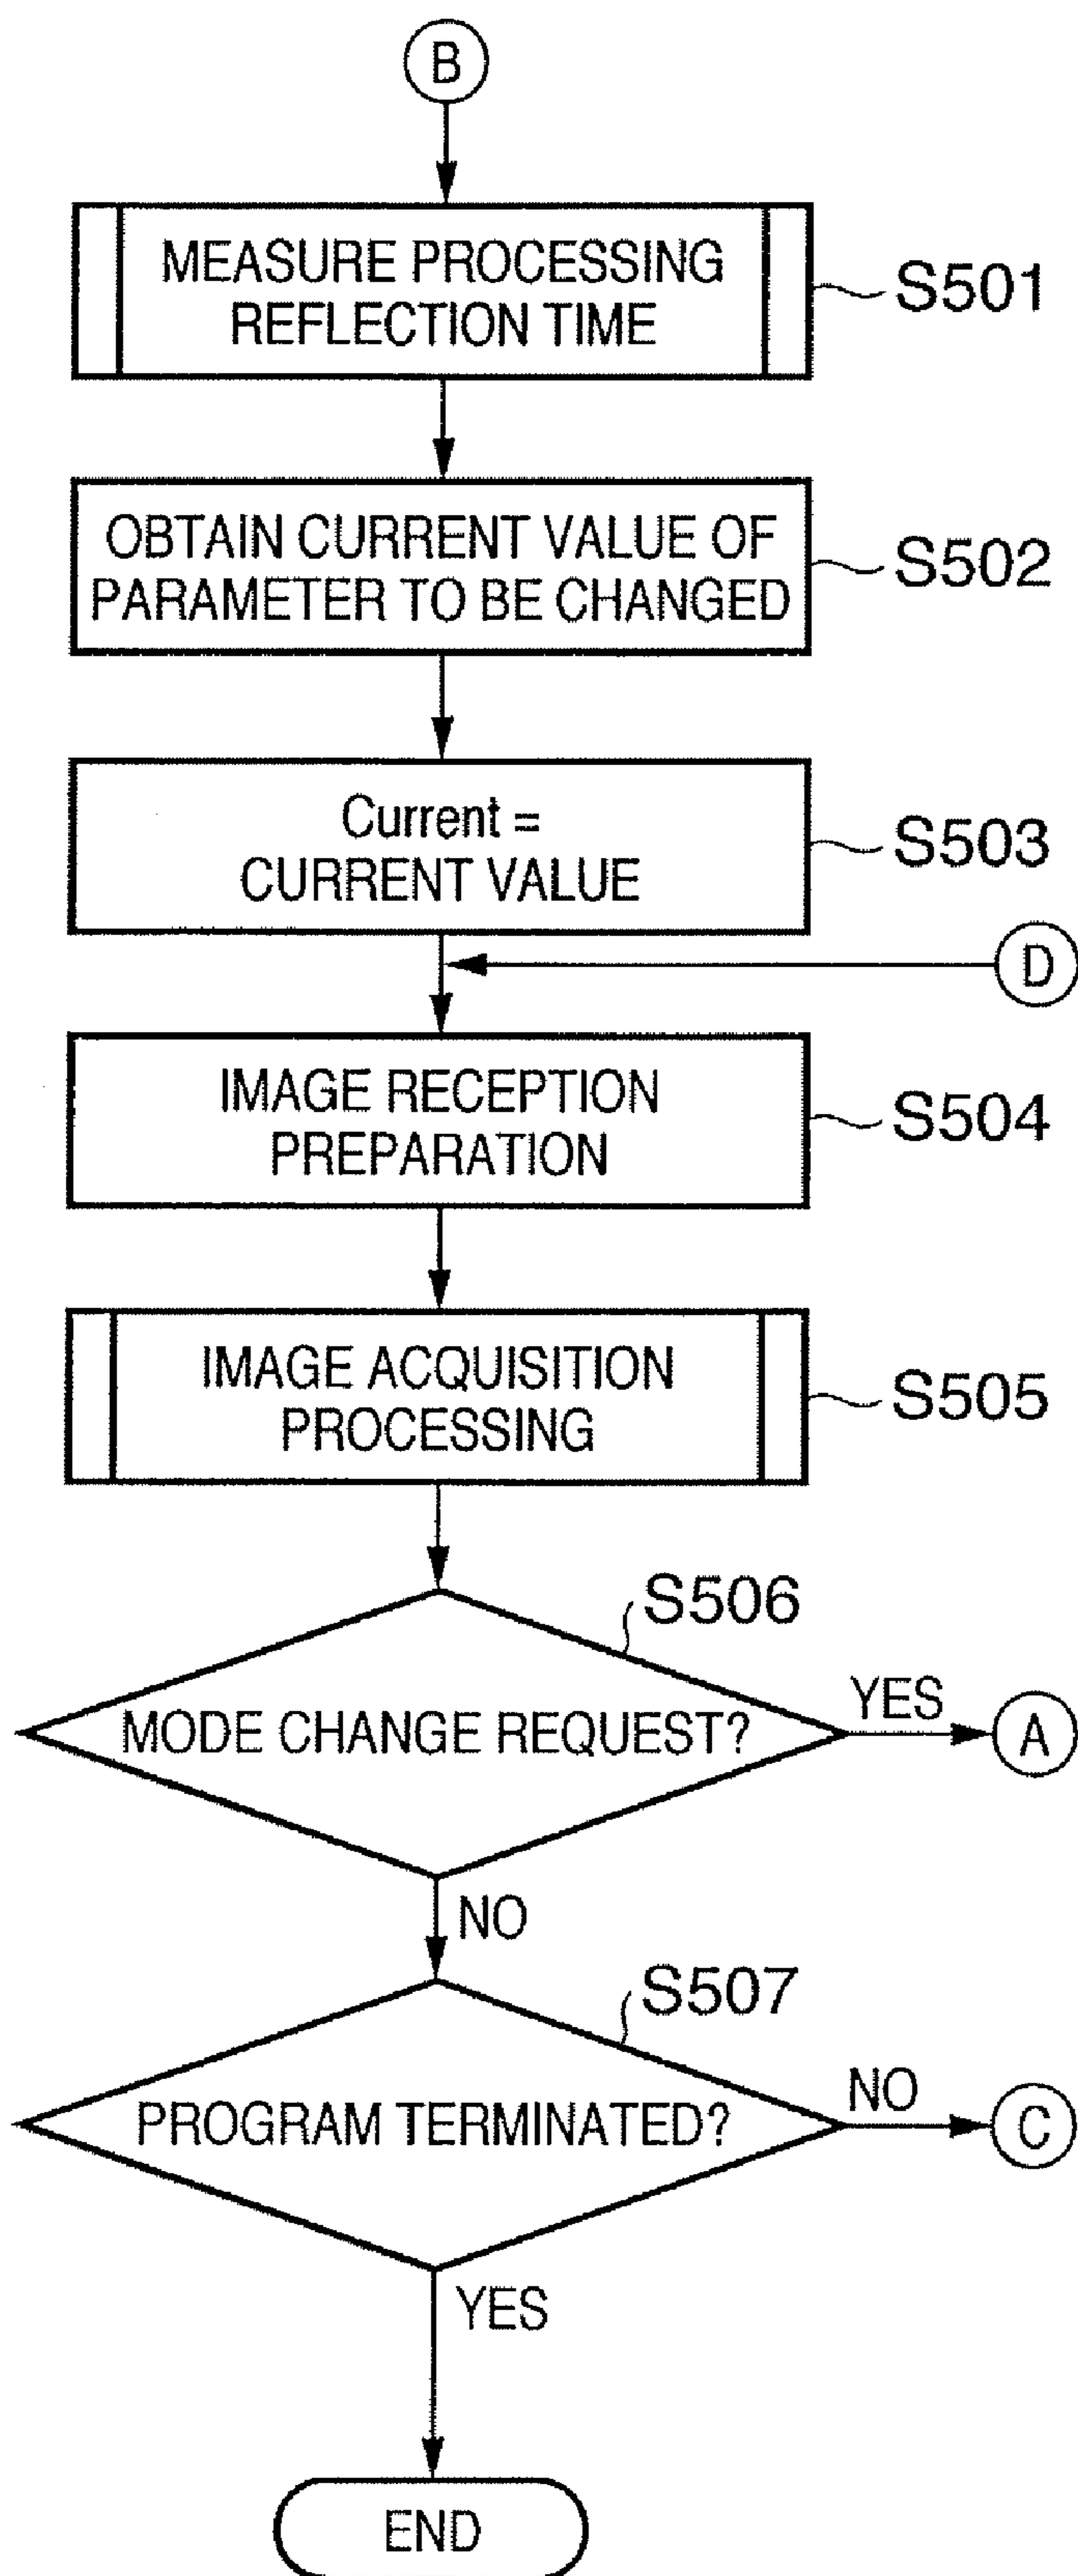 B
MEASURE PROCESSING
REFLECTION TIME
S501
OBTAIN CURRENT VALUE OF
PARAMETER TO BE CHANGED
S502
Current =
CURRENT VALUE
S503
D
IMAGE RECEPTION
PREPARATION
S504
IMAGE ACQUISITION
PROCESSING
S505
S506
MODE CHANGE REQUEST?
YES
A
NO
S507
PROGRAM TERMINATED?
NO
C
YES
END